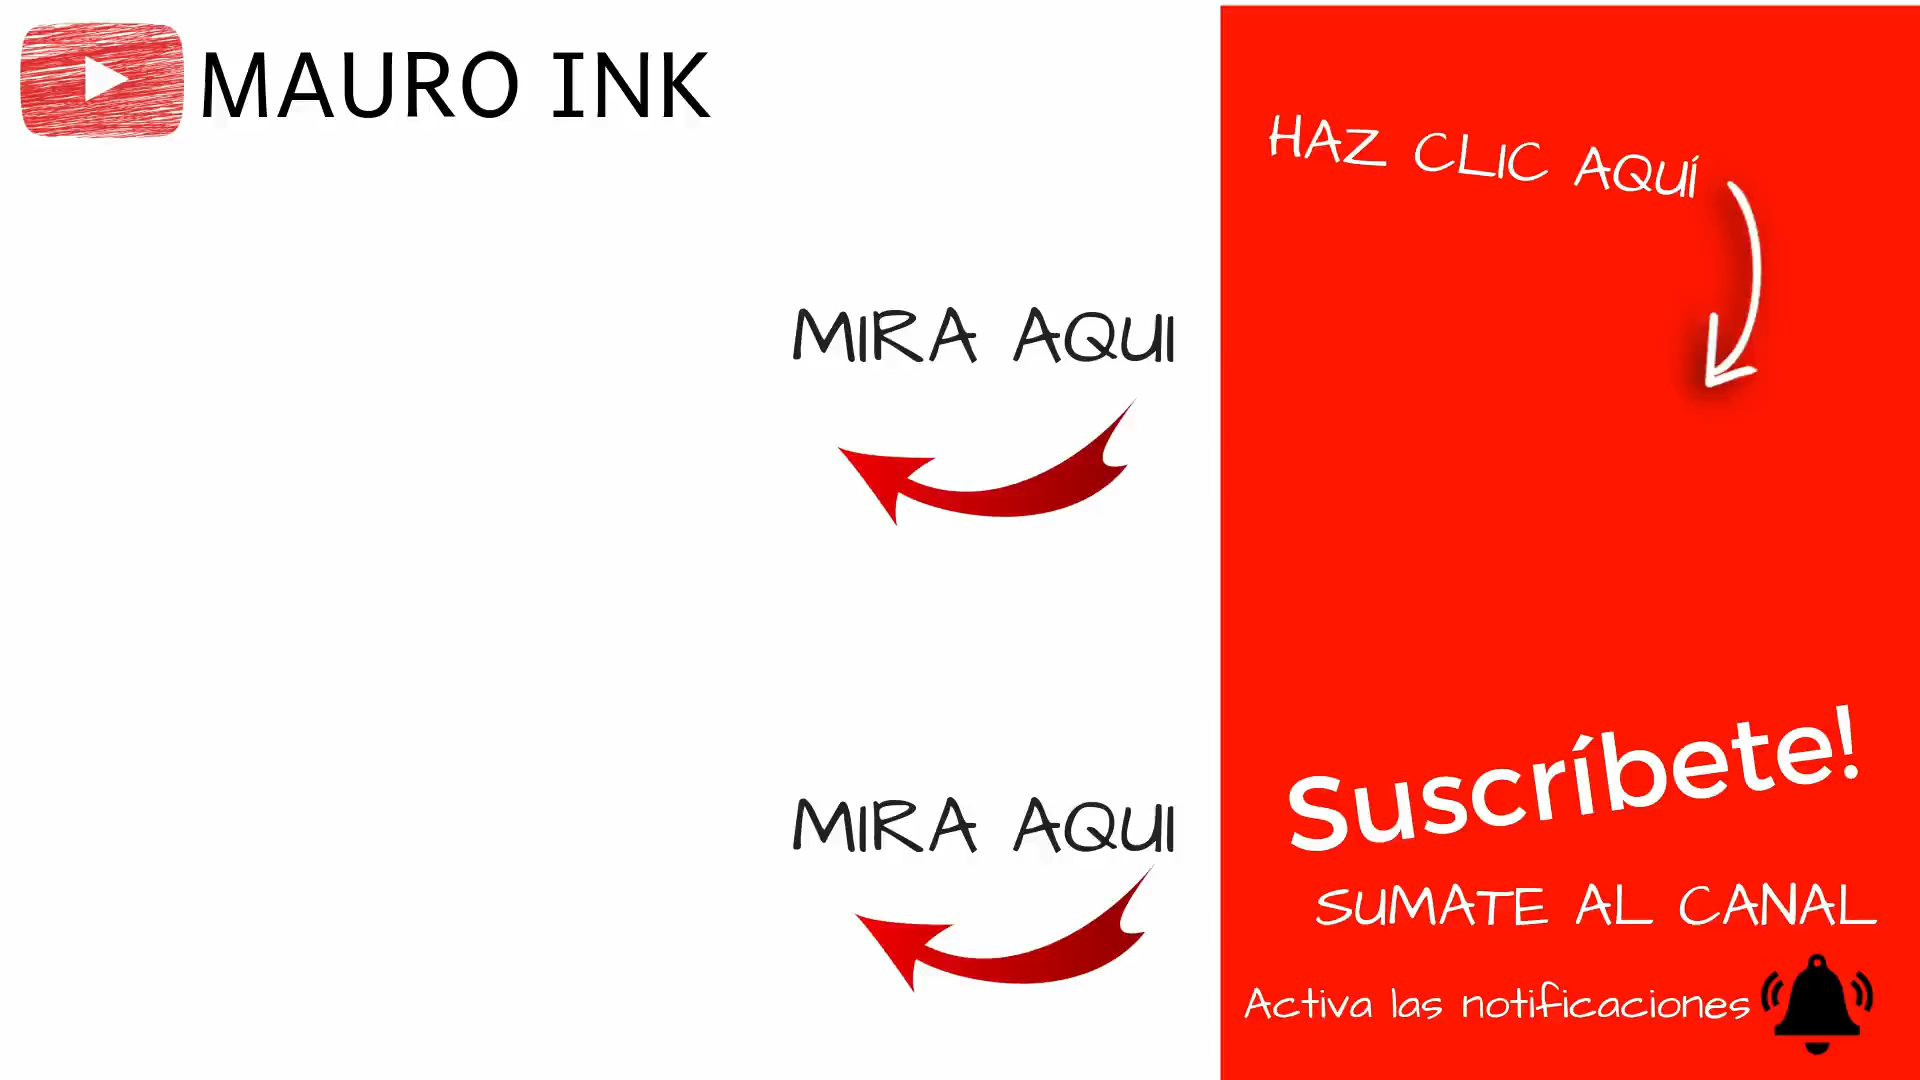 MAURO INK
HAZ CLIC AQUÍ
MIRA AQUI
MIRA AQUI
Suscríbete!
SUMATE AL CANAL
Activa las notificaciones